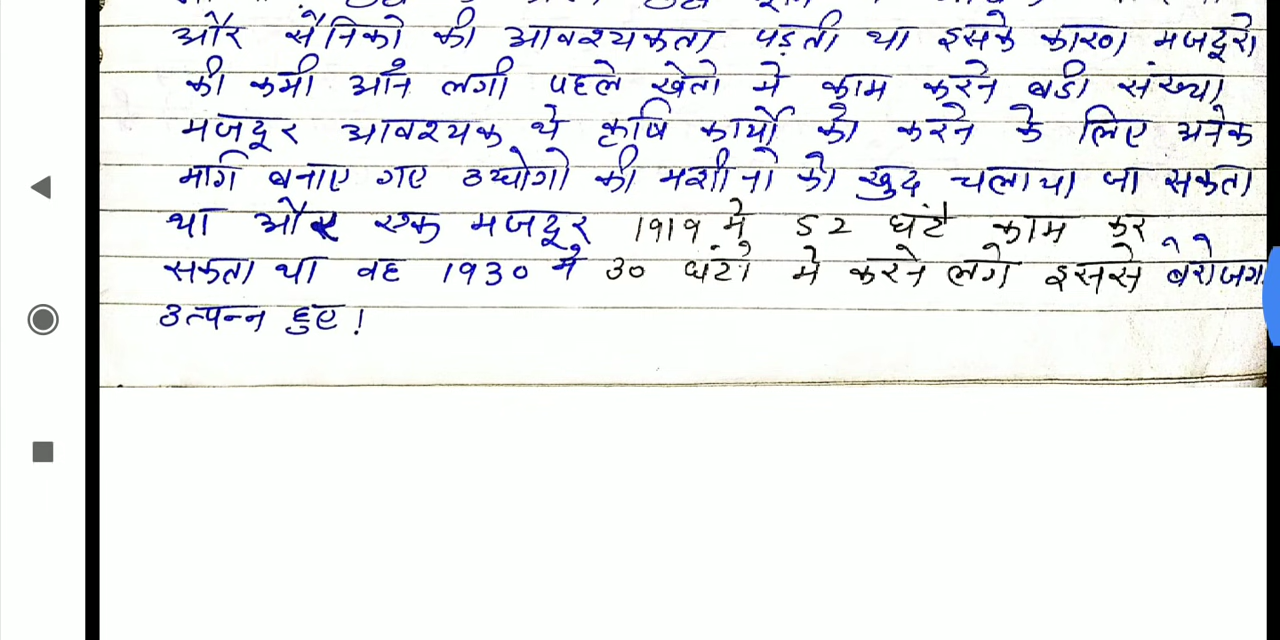 और सैनिको की आवश्यकता पड़ती था इसके कारण मजदूरो
की कमी आने लगी पहले खेतो मे काम करने बडी संख्या
मजदूर आवश्यक थे कृषि कार्यो को करने के लिए अनेक
मार्ग बनाए गए उघोगो की मशीनो को खुद चलाया जा सकता
था और एक मजदूर 1919 मे 52 घंटे काम कर
सकता था वह 1930 मे 30 घंटो मे करने लगे इससे बेरोजग
उत्पन्न हुए।